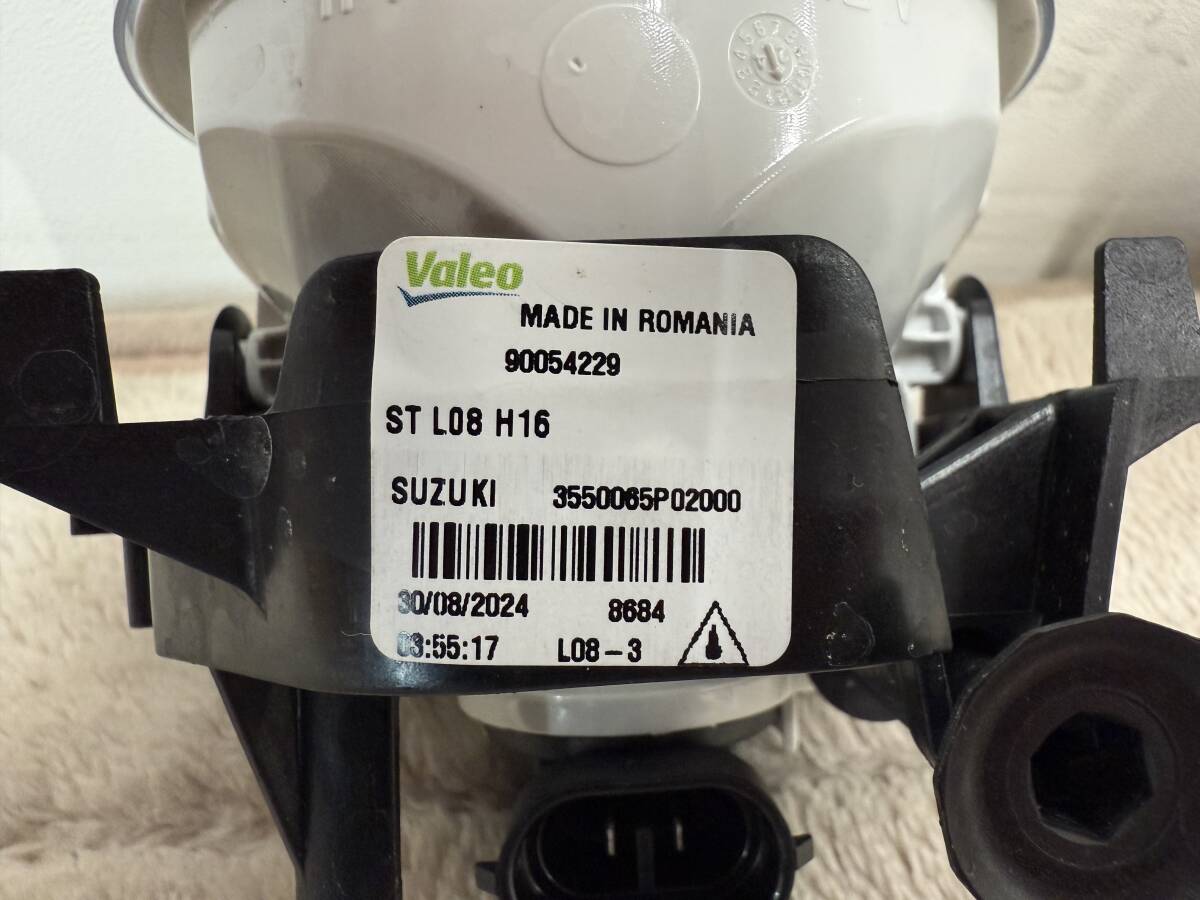 Valeo
MADE IN ROMANIA
90054229
ST L08 H16
SUZUKI 3550065P02000
30/08/2024 8684
03:55:17 L08-3